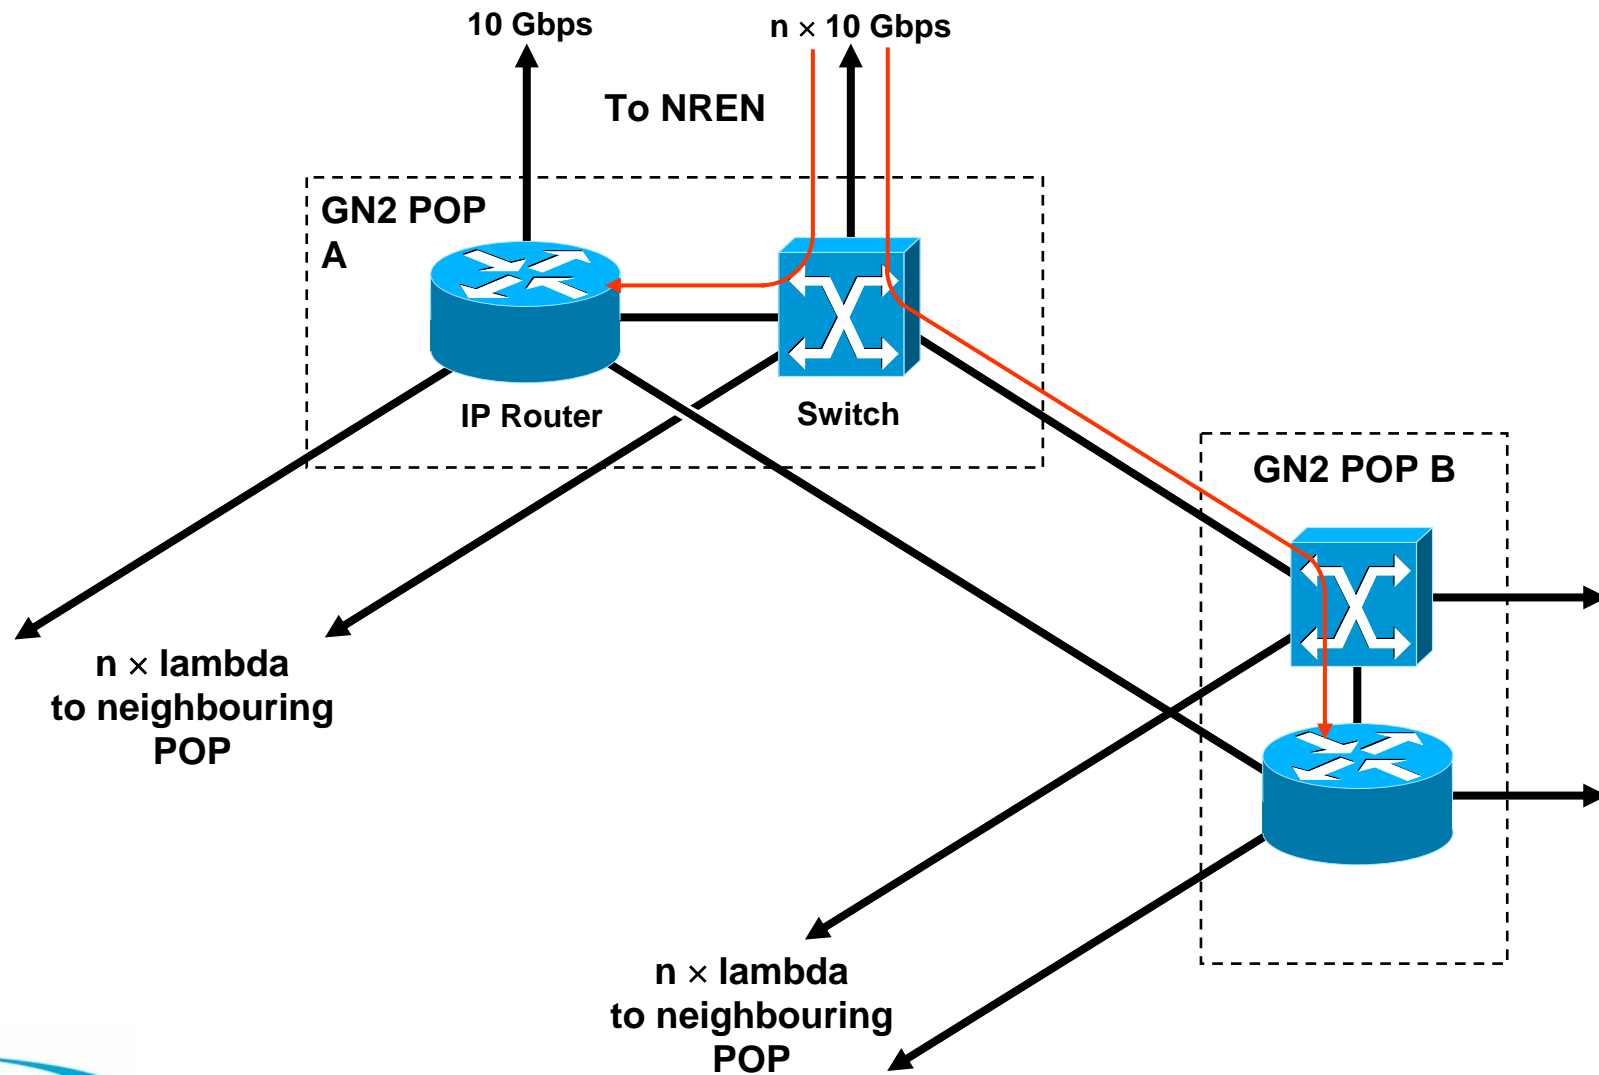 10 Gbps
n × 10 Gbps
To NREN
GN2 POP
A
IP Router
Switch
GN2 POP B
n × lambda
to neighbouring
POP
n × lambda
to neighbouring
POP